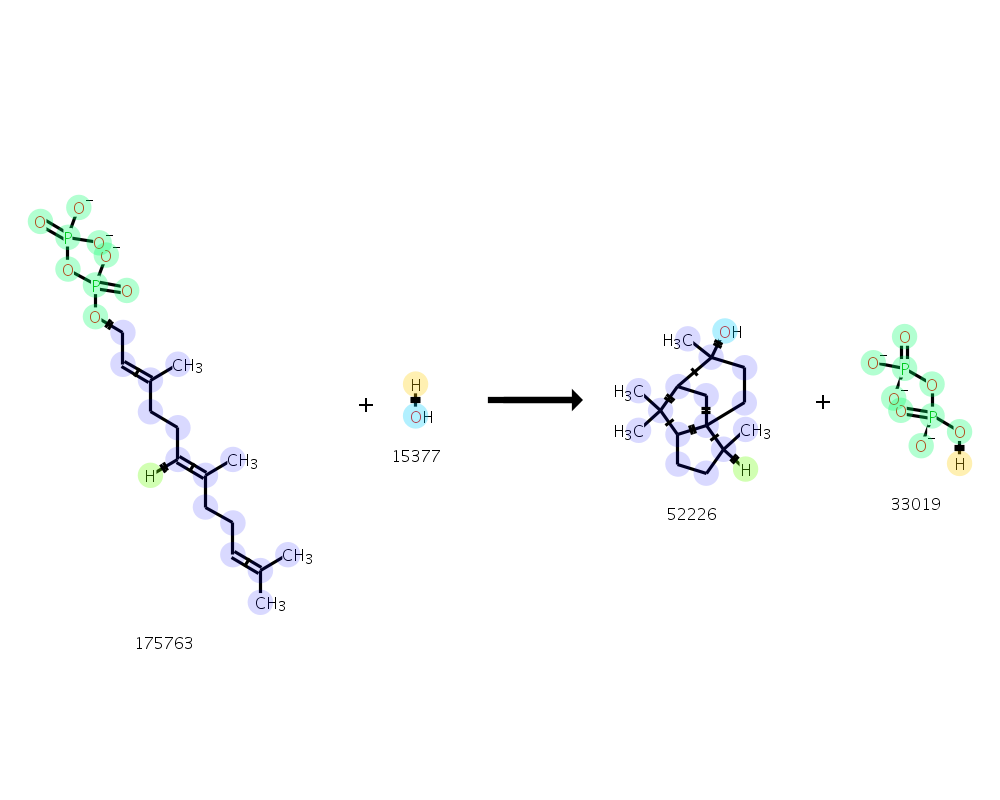 O⁻
O P O⁻
O⁻
O P O
O
CH₃
H CH₃
CH₃
CH₃
175763
+
H
OH
15377
H₃C OH
H₃C
H₃C CH₃
H
52226
+
O
O⁻ P O
O⁻
O P O
O⁻
H
33019